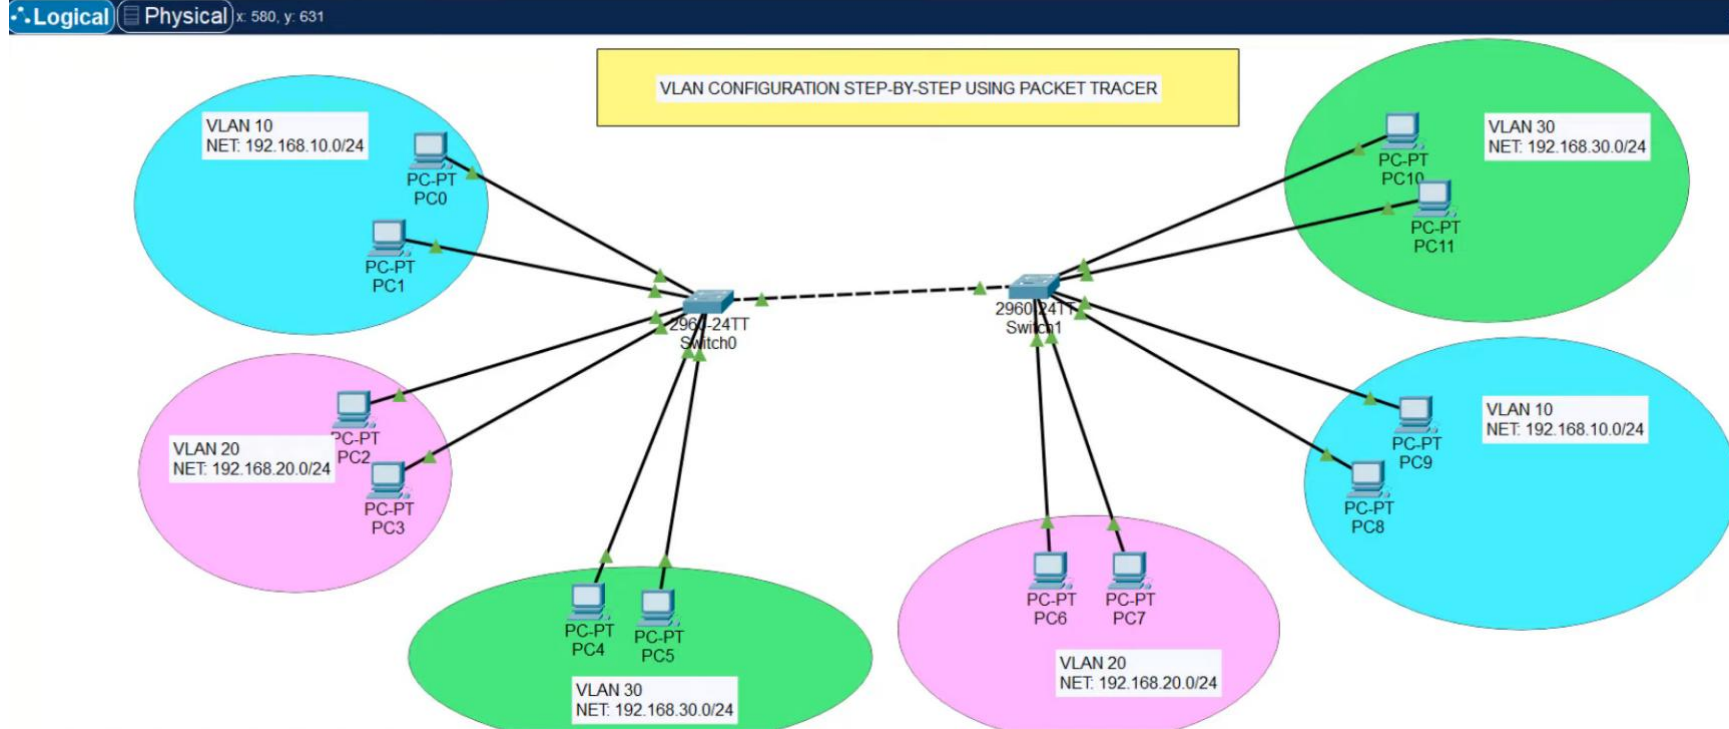 Logical Physical x: 580, y: 631
VLAN CONFIGURATION STEP-BY-STEP USING PACKET TRACER
VLAN 10
NET: 192.168.10.0/24
PC-PT
PC0
PC-PT
PC1
VLAN 20
NET: 192.168.20.0/24
PC-PT
PC2
PC-PT
PC3
PC-PT
PC4
PC-PT
PC5
VLAN 30
NET: 192.168.30.0/24
2960-24TT
Switch0
2960-24TT
Switch1
PC-PT
PC10
PC-PT
PC11
VLAN 30
NET: 192.168.30.0/24
VLAN 10
NET: 192.168.10.0/24
PC-PT
PC9
PC-PT
PC8
PC-PT
PC6
PC-PT
PC7
VLAN 20
NET: 192.168.20.0/24